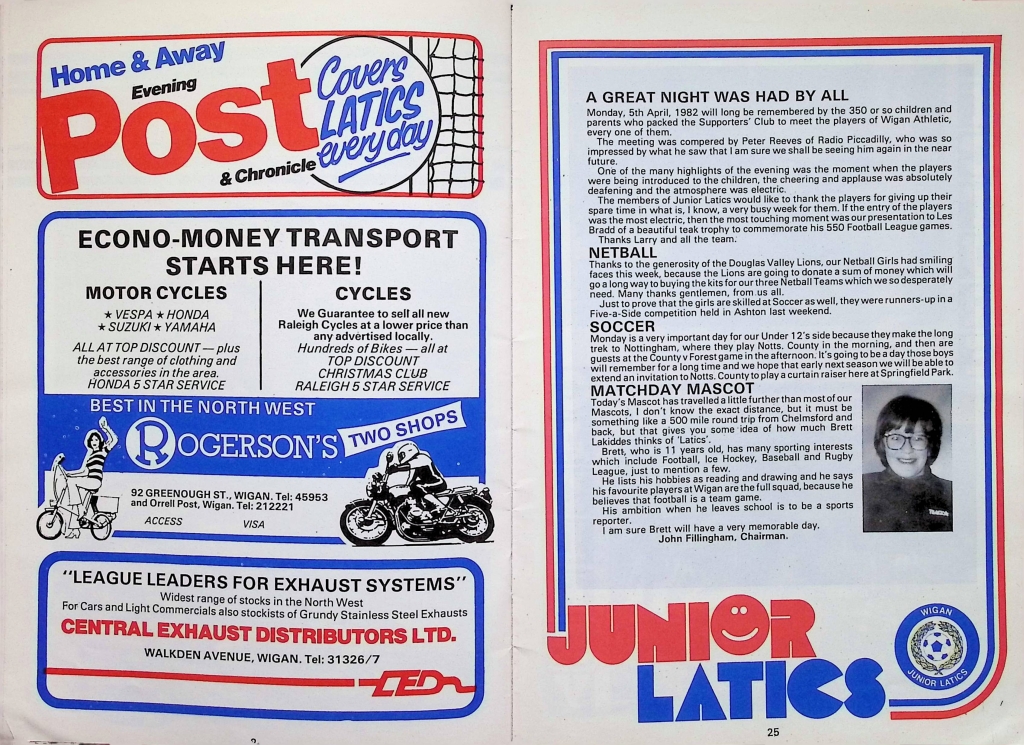 Home & Away
Evening
Post
& Chronicle
Covers
LATICS
every day
ECONO-MONEY TRANSPORT
STARTS HERE!
MOTOR CYCLES
★ VESPA ★ HONDA
★ SUZUKI ★ YAMAHA
ALL AT TOP DISCOUNT — plus
the best range of clothing and
accessories in the area.
HONDA 5 STAR SERVICE
CYCLES
We Guarantee to sell all new
Raleigh Cycles at a lower price than
any advertised locally.
Hundreds of Bikes — all at
TOP DISCOUNT
CHRISTMAS CLUB
RALEIGH 5 STAR SERVICE
BEST IN THE NORTH WEST
ROGERSON'S
TWO SHOPS
92 GREENOUGH ST., WIGAN. Tel: 45953
and Orrell Post, Wigan. Tel: 212221
ACCESS VISA
"LEAGUE LEADERS FOR EXHAUST SYSTEMS"
Widest range of stocks in the North West
For Cars and Light Commercials also stockists of Grundy Stainless Steel Exhausts
CENTRAL EXHAUST DISTRIBUTORS LTD.
WALKDEN AVENUE, WIGAN. Tel: 31326/7
CED
A GREAT NIGHT WAS HAD BY ALL
Monday, 5th April, 1982 will long be remembered by the 350 or so children and
parents who packed the Supporters' Club to meet the players of Wigan Athletic,
every one of them.
The meeting was compered by Peter Reeves of Radio Piccadilly, who was so
impressed by what he saw that I am sure we shall be seeing him again in the near
future.
One of the many highlights of the evening was the moment when the players
were being introduced to the children, the cheering and applause was absolutely
deafening and the atmosphere was electric.
The members of Junior Latics would like to thank the players for giving up their
spare time in what is, I know, a very busy week for them. If the entry of the players
was the most electric, then the most touching moment was our presentation to Les
Bradd of a beautiful teak trophy to commemorate his 550 Football League games.
Thanks Larry and all the team.
NETBALL
Thanks to the generosity of the Douglas Valley Lions, our Netball Girls had smiling
faces this week, because the Lions are going to donate a sum of money which will
go a long way to buying the kits for our three Netball Teams which we so desperately
need. Many thanks gentlemen, from us all.
Just to prove that the girls are skilled at Soccer as well, they were runners-up in a
Five-a-Side competition held in Ashton last weekend.
SOCCER
Monday is a very important day for our Under 12's side because they make the long
trek to Nottingham, where they play Notts. County in the morning, and then are
guests at the County v Forest game in the afternoon. It's going to be a day those boys
will remember for a long time and we hope that early next season we will be able to
extend an invitation to Notts. County to play a curtain raiser here at Springfield Park.
MATCHDAY MASCOT
Today's Mascot has travelled a little further than most of our
Mascots, I don't know the exact distance, but it must be
something like a 500 mile round trip from Chelmsford and
back, but that gives you some idea of how much Brett
Lakiddes thinks of 'Latics'.
Brett, who is 11 years old, has many sporting interests
which include Football, Ice Hockey, Baseball and Rugby
League, just to mention a few.
He lists his hobbies as reading and drawing and he says
his favourite players at Wigan are the full squad, because he
believes that football is a team game.
His ambition when he leaves school is to be a sports
reporter.
I am sure Brett will have a very memorable day.
John Fillingham, Chairman.
JUNIOR
LATICS
WIGAN
JUNIOR LATICS
25